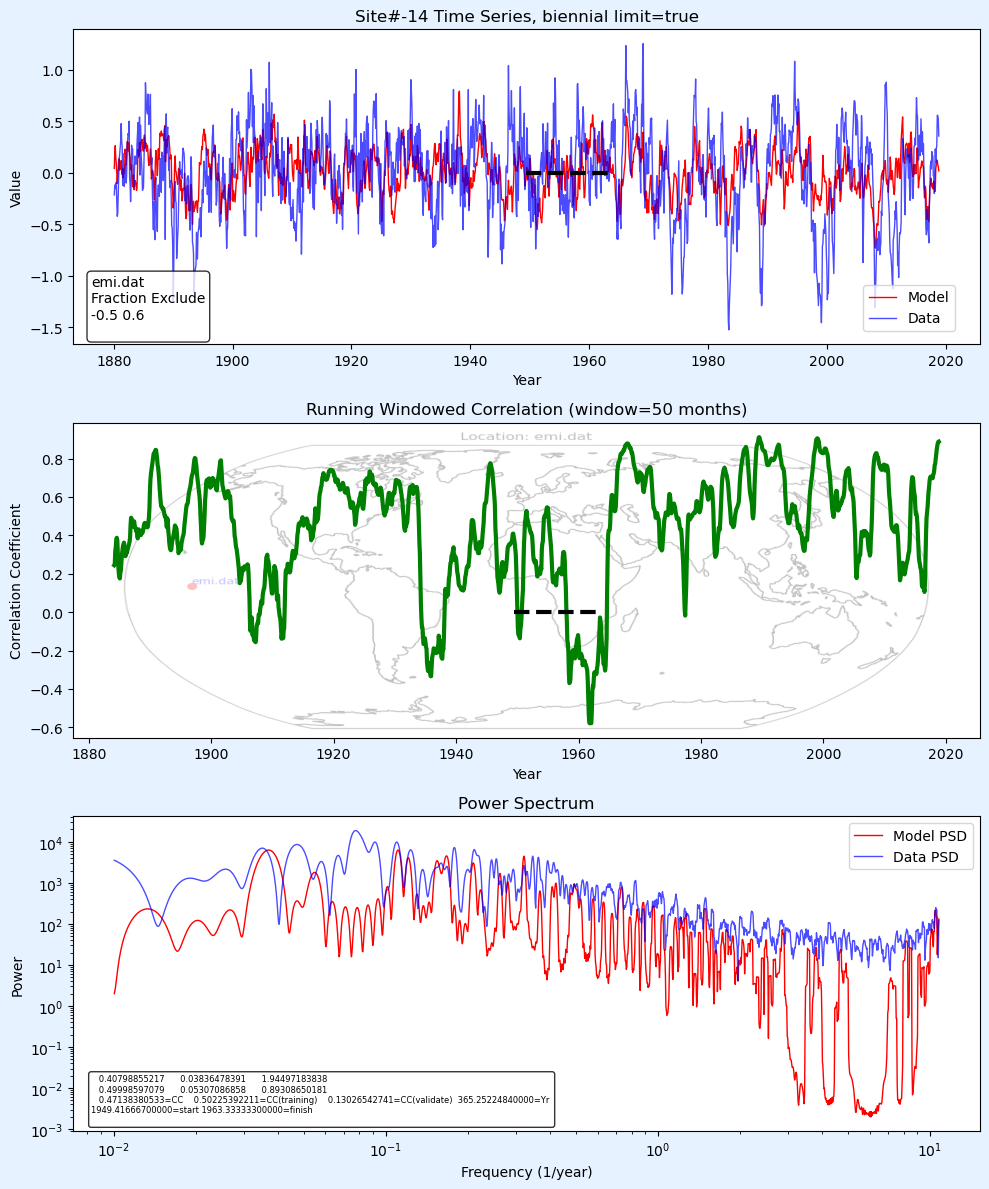 Site#-14 Time Series, biennial limit=true
1.0
0.5
0.0
−0.5
−1.0
−1.5
Value
emi.dat
Fraction Exclude
-0.5 0.6
Model
Data
1880 1900 1920 1940 1960 1980 2000 2020
Year
Running Windowed Correlation (window=50 months)
Location: emi.dat
0.8
0.6
0.4
0.2
0.0
−0.2
−0.4
−0.6
Correlation Coefficient
emi.dat
1880 1900 1920 1940 1960 1980 2000 2020
Year
Power Spectrum
Model PSD
Data PSD
10⁴
10³
10²
10¹
10⁰
10⁻¹
10⁻²
10⁻³
Power
0.40798855217 0.03836478391 1.94497183838
0.49998597079 0.05307086858 0.89308650181
0.47138380533=CC 0.50225392211=CC(training) 0.13026542741=CC(validate) 365.25224840000=Yr
1949.41666700000=start 1963.33333300000=finish
10⁻² 10⁻¹ 10⁰ 10¹
Frequency (1/year)